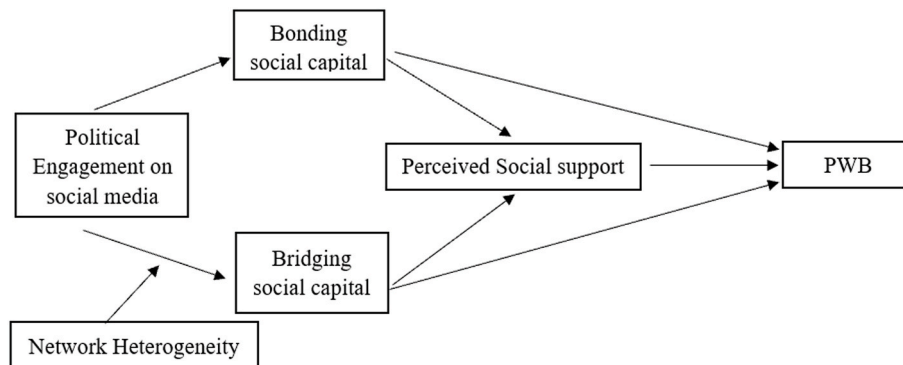 Bonding
social capital
Political
Engagement on
social media
Perceived Social support
PWB
Bridging
social capital
Network Heterogeneity